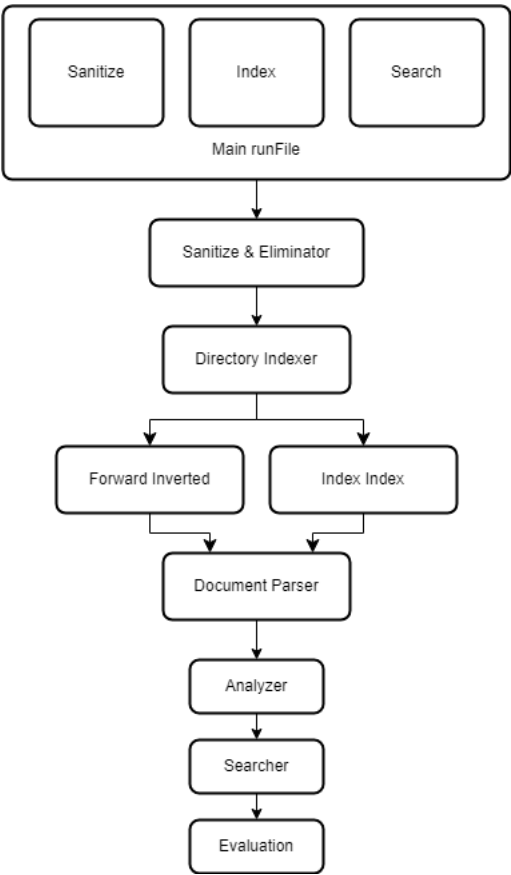 Sanitize
Index
Search
Main runFile
Sanitize & Eliminator
Directory Indexer
Forward Inverted
Index Index
Document Parser
Analyzer
Searcher
Evaluation